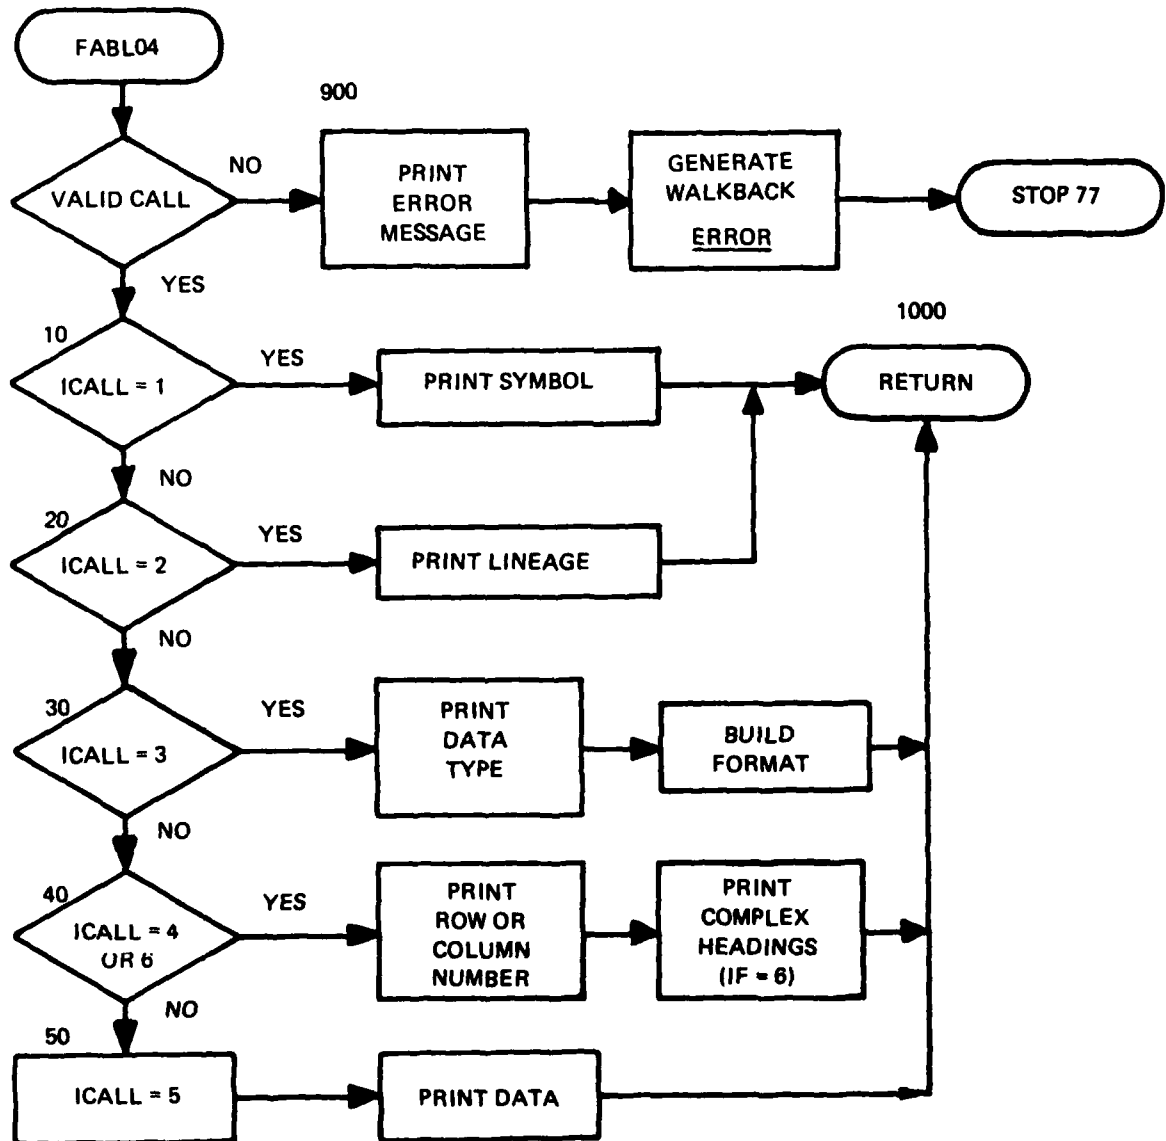 FABL04
900
VALID CALL
NO
PRINT
ERROR
MESSAGE
GENERATE
WALKBACK
ERROR
STOP 77
YES
10
ICALL = 1
YES
PRINT SYMBOL
1000
RETURN
NO
20
ICALL = 2
YES
PRINT LINEAGE
NO
30
ICALL = 3
YES
PRINT
DATA
TYPE
BUILD
FORMAT
NO
40
ICALL = 4
OR 6
YES
PRINT
ROW OR
COLUMN
NUMBER
PRINT
COMPLEX
HEADINGS
(IF = 6)
NO
50
ICALL = 5
PRINT DATA